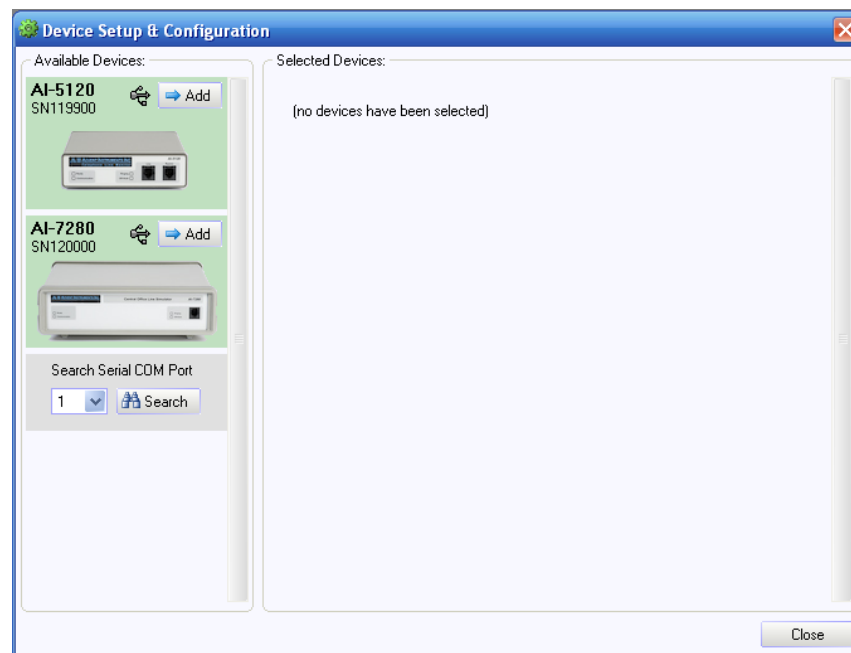 Device Setup & Configuration
Available Devices:
AI-5120
SN119900
Add
AI-7280
SN120000
Add
Search Serial COM Port
1
Search
Selected Devices:
(no devices have been selected)
Close